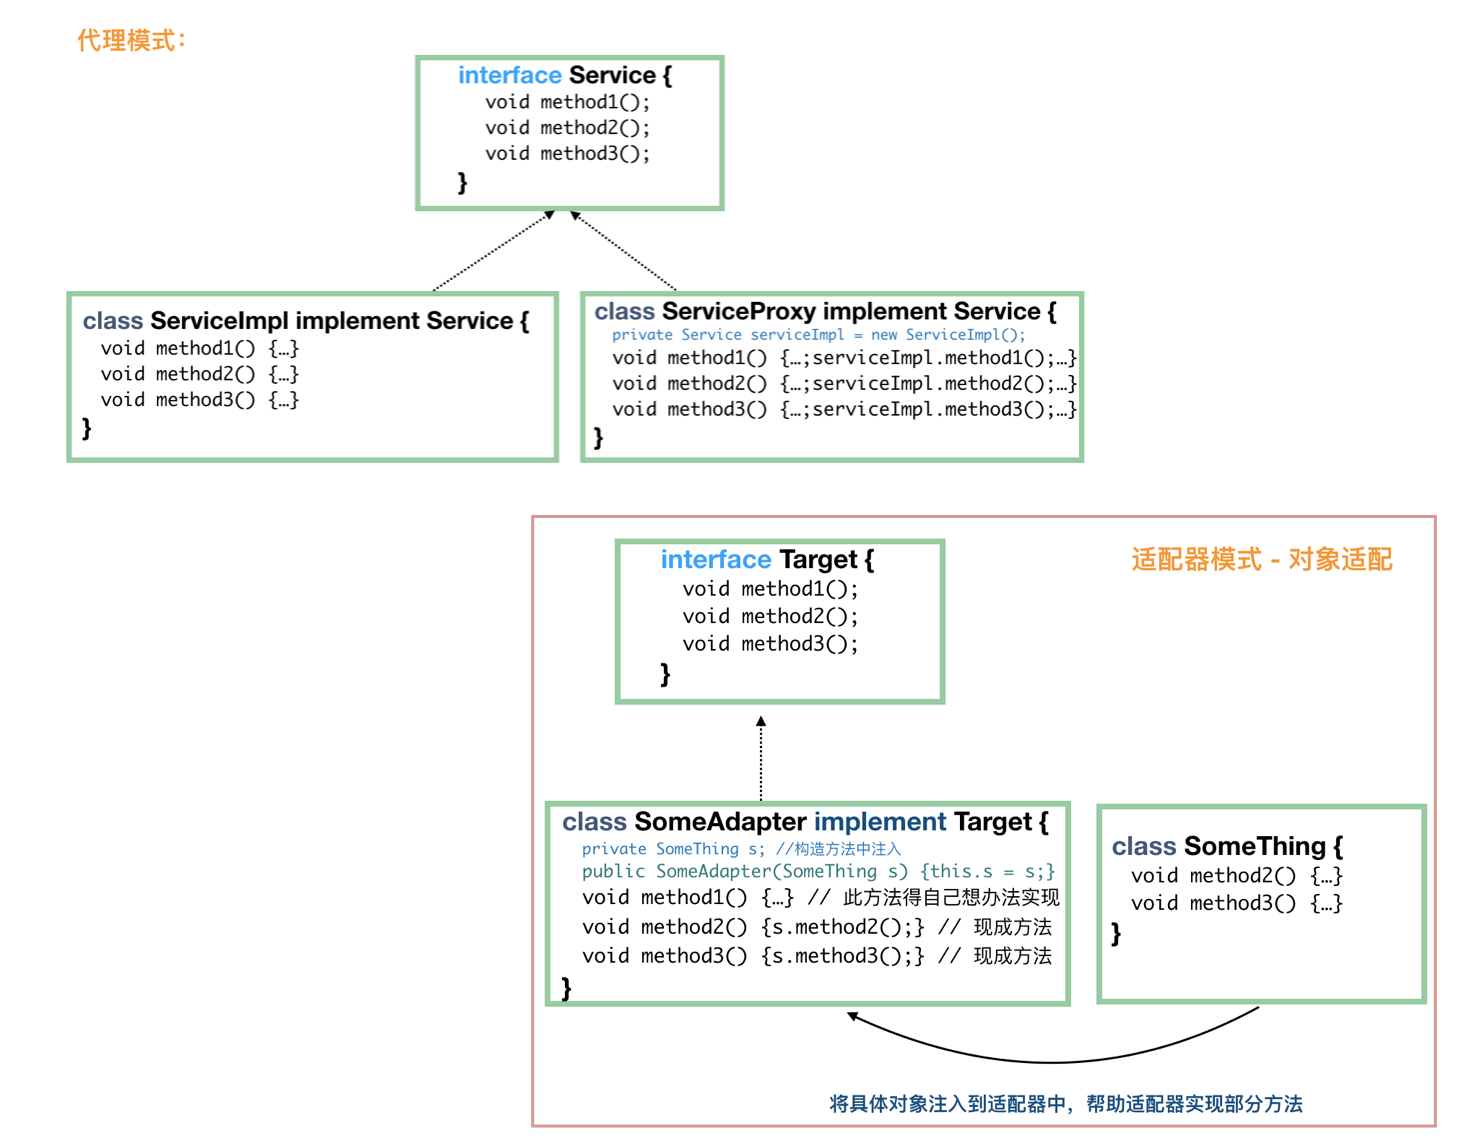 代理模式：
interface Service {
void method1();
void method2();
void method3();
}
class ServiceImpl implement Service {
void method1() {…}
void method2() {…}
void method3() {…}
}
class ServiceProxy implement Service {
private Service serviceImpl = new ServiceImpl();
void method1() {…;serviceImpl.method1();…}
void method2() {…;serviceImpl.method2();…}
void method3() {…;serviceImpl.method3();…}
}
适配器模式 - 对象适配
interface Target {
void method1();
void method2();
void method3();
}
class SomeAdapter implement Target {
private SomeThing s; //构造方法中注入
public SomeAdapter(SomeThing s) {this.s = s;}
void method1() {…} // 此方法得自己想办法实现
void method2() {s.method2();} // 现成方法
void method3() {s.method3();} // 现成方法
}
class SomeThing {
void method2() {…}
void method3() {…}
}
将具体对象注入到适配器中，帮助适配器实现部分方法